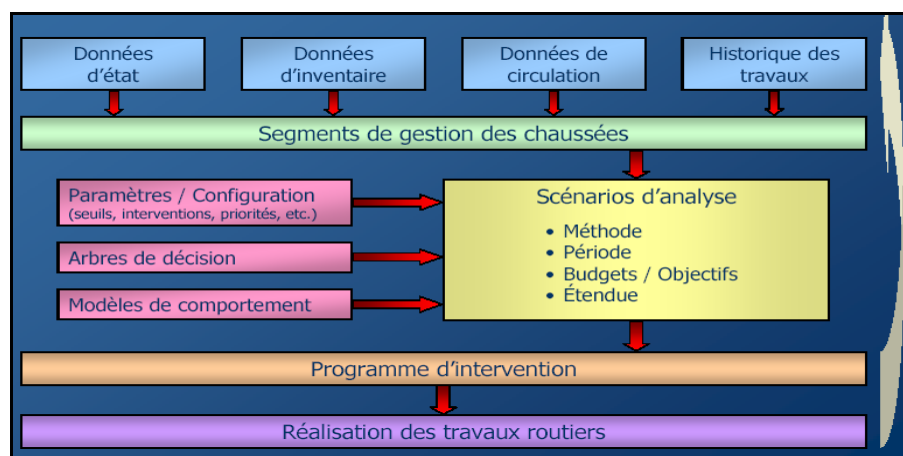 Données
d'état
Données
d'inventaire
Données de
circulation
Historique des
travaux
Segments de gestion des chaussées
Paramètres / Configuration
(seuils, interventions, priorités, etc.)
Arbres de décision
Modèles de comportement
Scénarios d'analyse
• Méthode
• Période
• Budgets / Objectifs
• Étendue
Programme d'intervention
Réalisation des travaux routiers